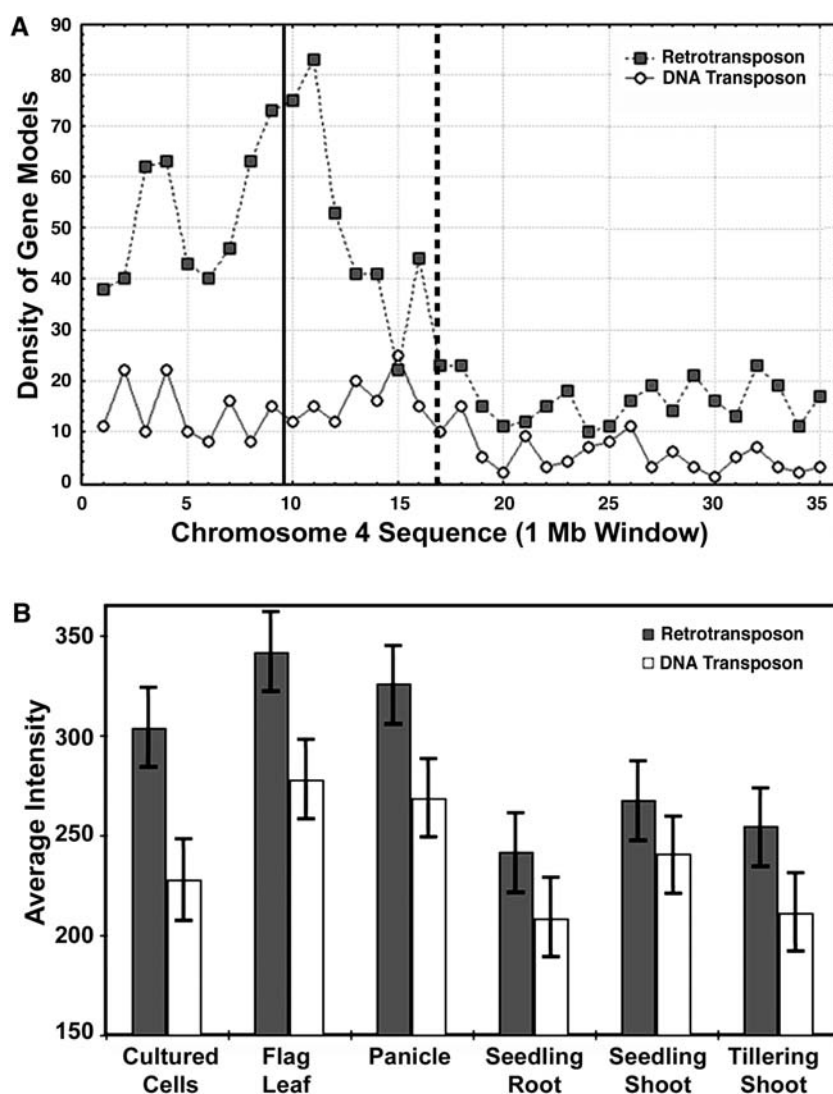 A
Density of Gene Models
90
80
70
60
50
40
30
20
10
0
Retrotransposon
DNA Transposon
0 5 10 15 20 25 30 35
Chromosome 4 Sequence (1 Mb Window)
B
Average Intensity
350
300
250
200
150
Retrotransposon
DNA Transposon
Cultured Cells
Flag Leaf
Panicle
Seedling Root
Seedling Shoot
Tillering Shoot